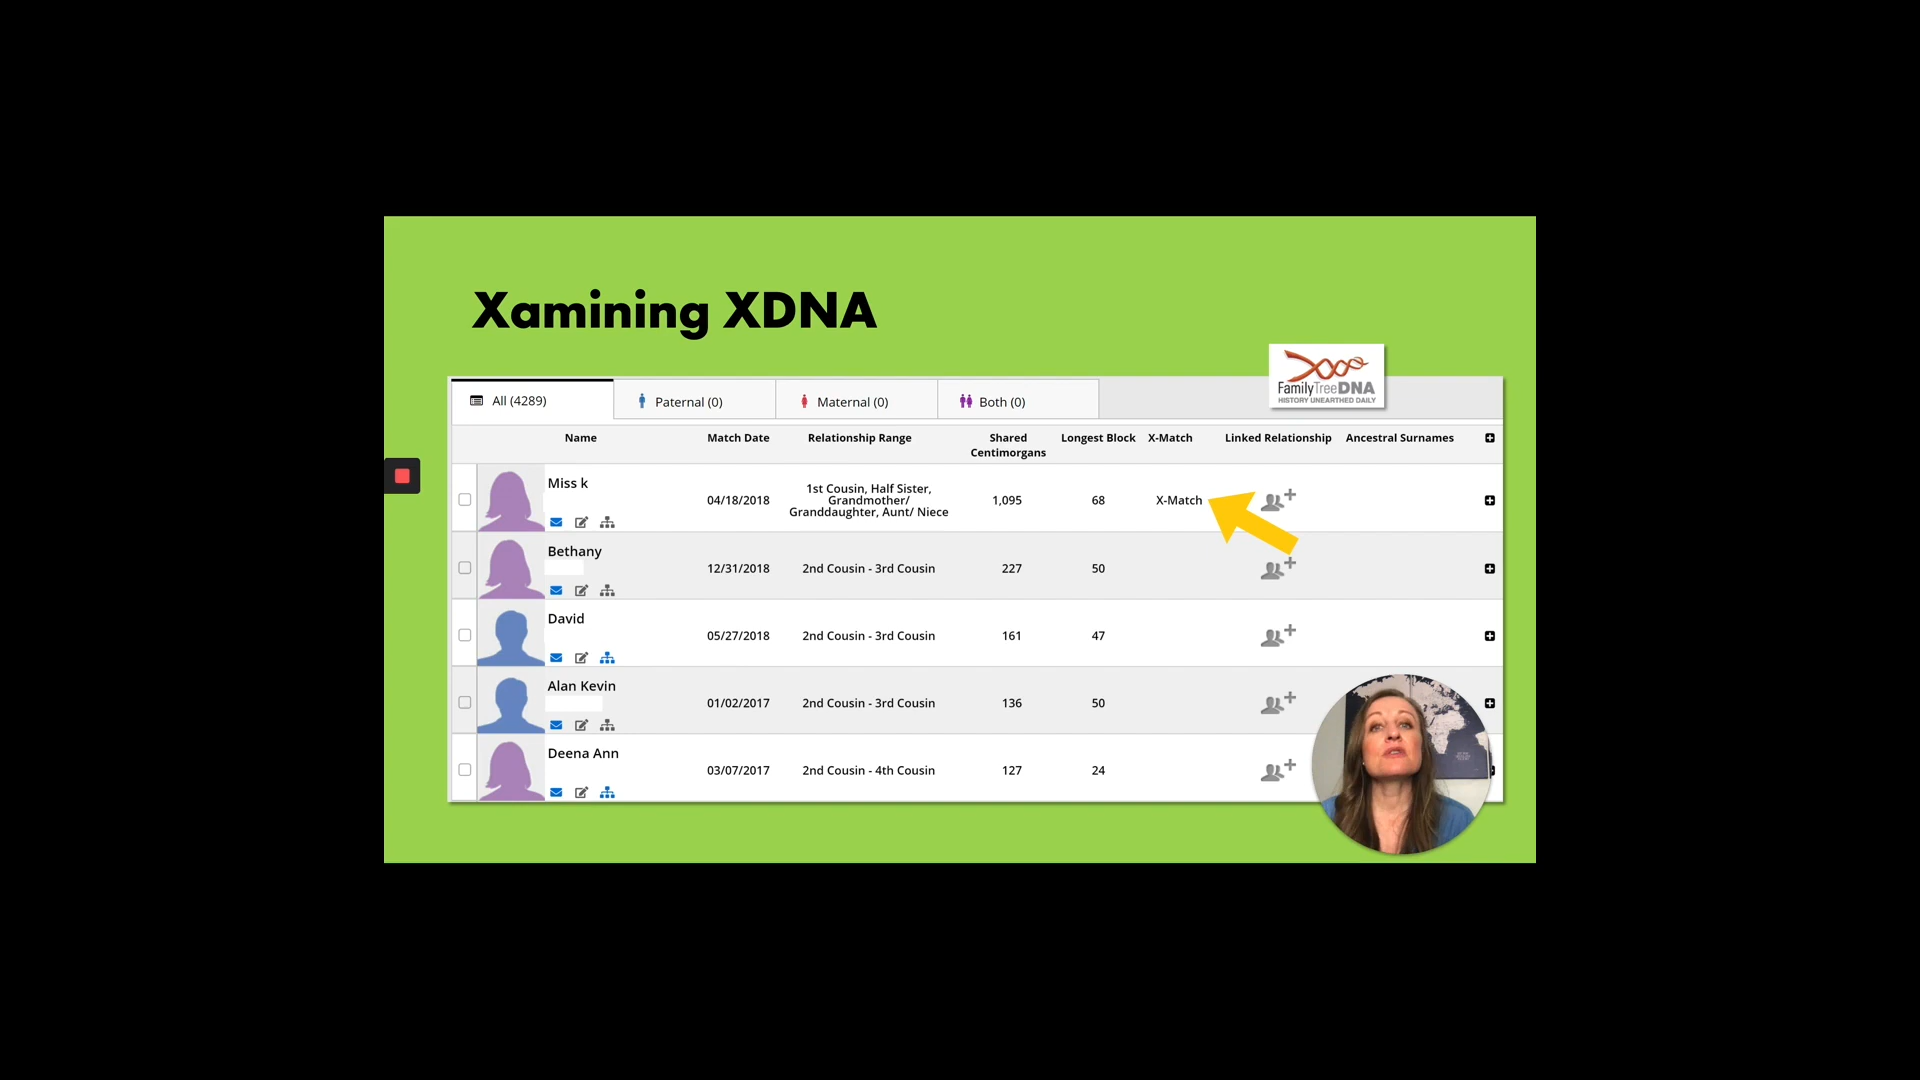 Xamining XDNA
FamilyTreeDNA
HISTORY UNEARTHED DAILY
All (4289)
Paternal (0)
Maternal (0)
Both (0)
Name
Match Date
Relationship Range
Shared
Centimorgans
Longest Block
X-Match
Linked Relationship
Ancestral Surnames
Miss k
04/18/2018
1st Cousin, Half Sister,
Grandmother/
Granddaughter, Aunt/ Niece
1,095
68
X-Match
Bethany
12/31/2018
2nd Cousin - 3rd Cousin
227
50
David
05/27/2018
2nd Cousin - 3rd Cousin
161
47
Alan Kevin
01/02/2017
2nd Cousin - 3rd Cousin
136
50
Deena Ann
03/07/2017
2nd Cousin - 4th Cousin
127
24